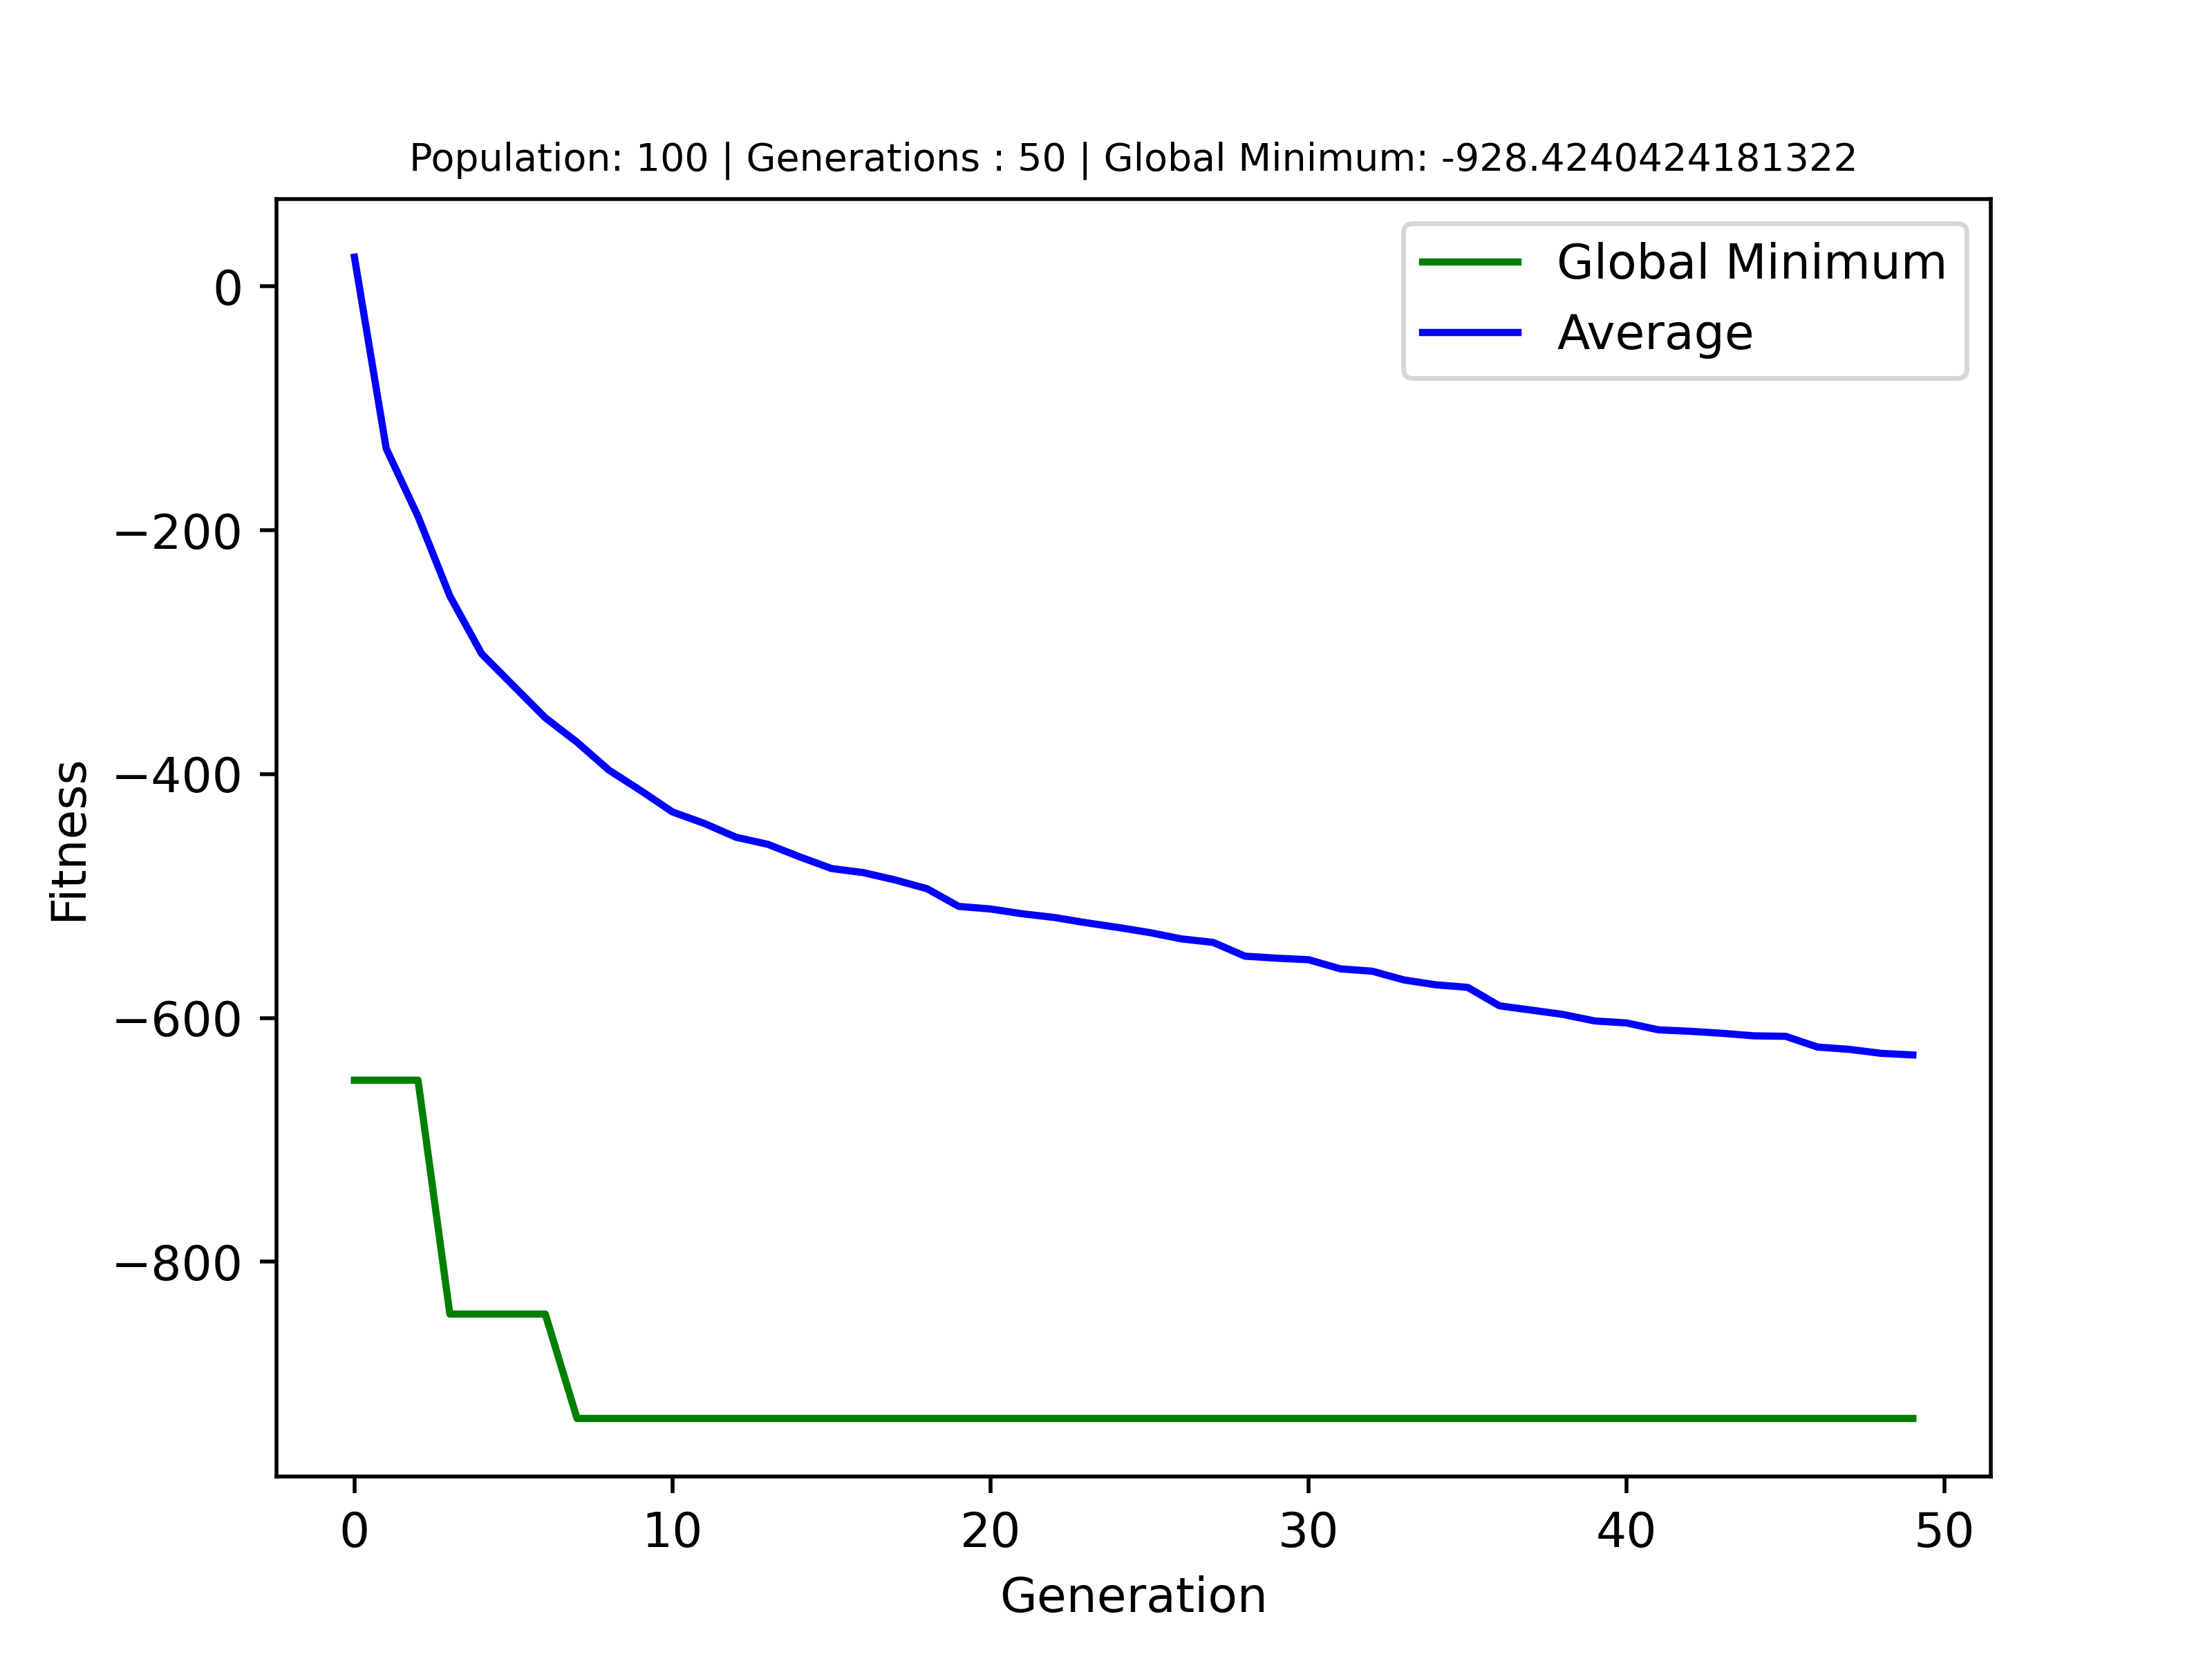 Population: 100 | Generations : 50 | Global Minimum: -928.4240424181322
Global Minimum
Average
0
−200
−400
−600
−800
Fitness
0 10 20 30 40 50
Generation